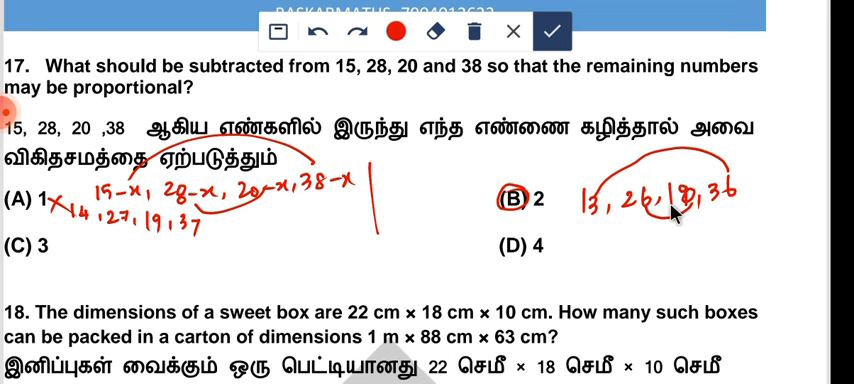 BASKARMATHS 7904012622
17. What should be subtracted from 15, 28, 20 and 38 so that the remaining numbers
may be proportional?
15, 28, 20 ,38 ஆகிய எண்களில் இருந்து எந்த எண்ணை கழித்தால் அவை
விகிதசமத்தை ஏற்படுத்தும்
15-x, 28-x, 20-x, 38-x
(A) 1 (B) 2 13, 26, 18, 36
14, 27, 19, 37
(C) 3 (D) 4
18. The dimensions of a sweet box are 22 cm × 18 cm × 10 cm. How many such boxes
can be packed in a carton of dimensions 1 m × 88 cm × 63 cm?
இனிப்புகள் வைக்கும் ஒரு பெட்டியானது 22 செமீ × 18 செமீ × 10 செமீ